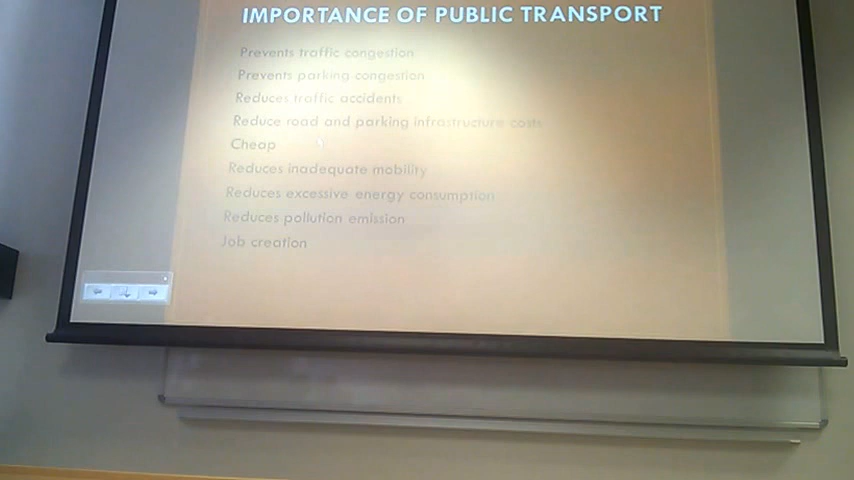 IMPORTANCE OF PUBLIC TRANSPORT
Prevents traffic congestion
Prevents parking congestion
Reduces traffic accidents
Reduce road and parking infrastructure costs
Cheap
Reduces inadequate mobility
Reduces excessive energy consumption
Reduces pollution emission
Job creation